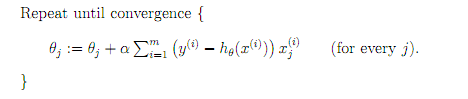 Repeat until convergence {
θ_j := θ_j + α ∑_{i=1}^{m} (y^{(i)} − h_θ(x^{(i)})) x_j^{(i)} (for every j).
}